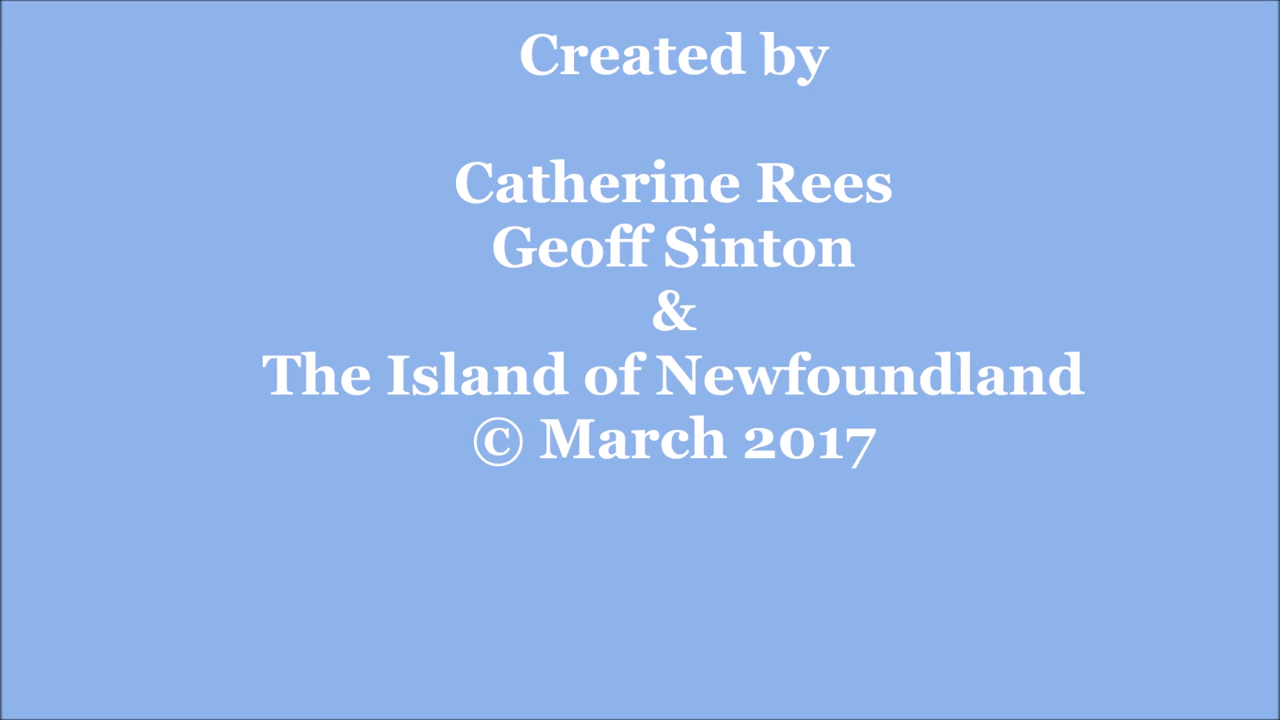 Created by
Catherine Rees
Geoff Sinton
&
The Island of Newfoundland
© March 2017